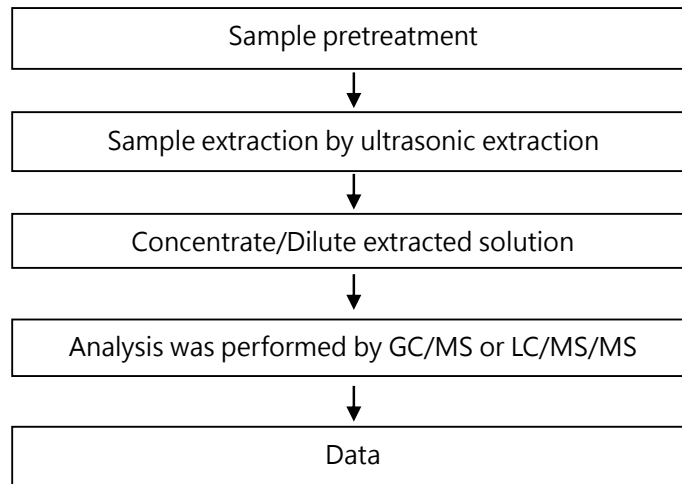 Sample pretreatment
Sample extraction by ultrasonic extraction
Concentrate/Dilute extracted solution
Analysis was performed by GC/MS or LC/MS/MS
Data